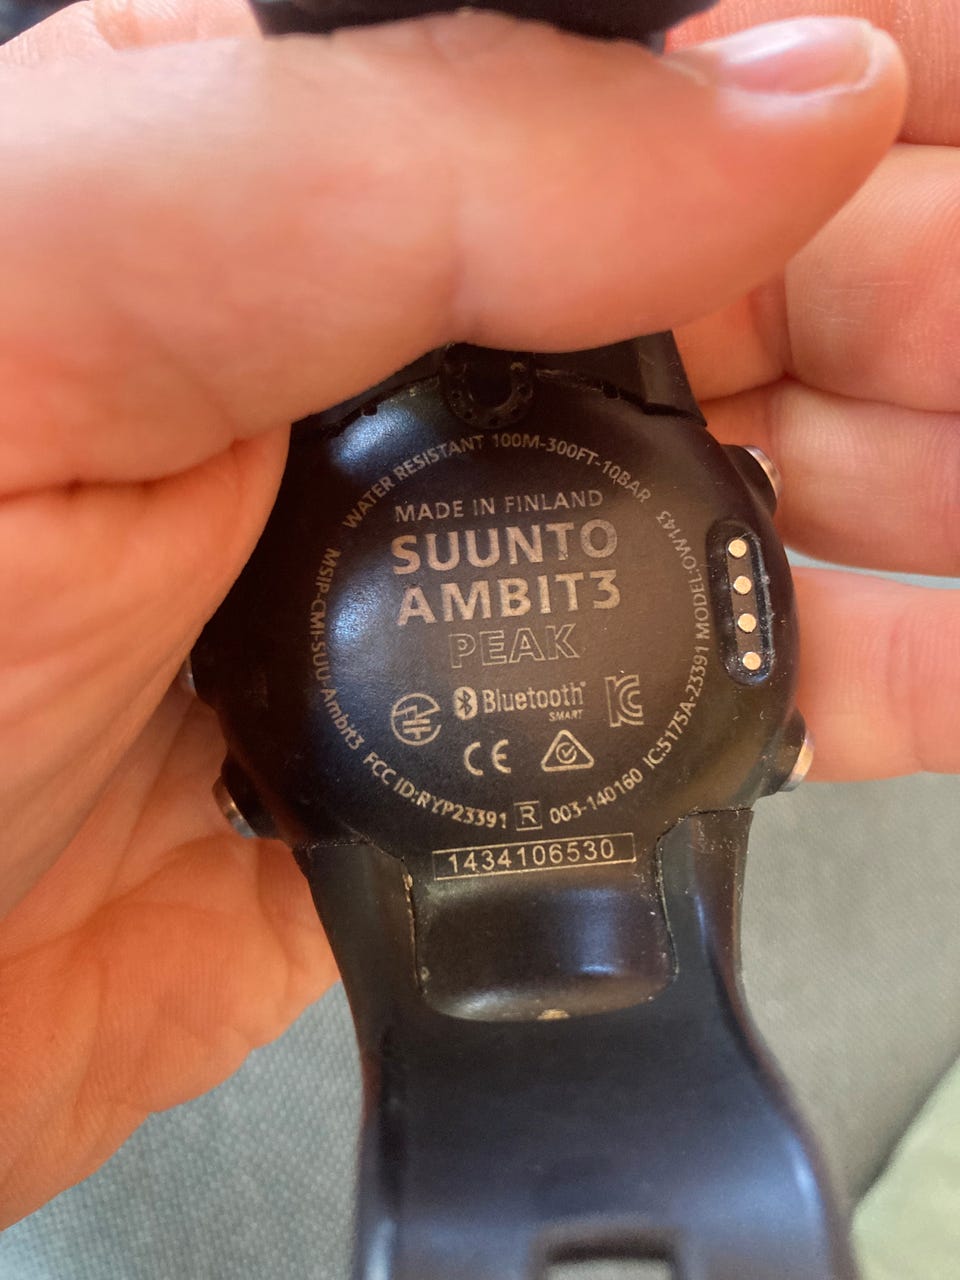 WATER RESISTANT 100M-300FT-10BAR
MADE IN FINLAND
SUUNTO
AMBIT3
PEAK
Bluetooth®
SMART
CE
MSIP-CMI-SUU-Ambit3 FCC ID:RYP23391 R 003-140160 IC:5175A-23391 MODEL:OW143
1434106530